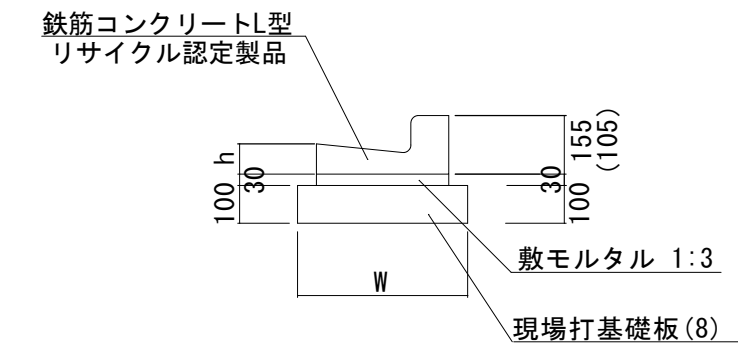 鉄筋コンクリートL型
リサイクル認定製品
h
30
100
155
(105)
30
100
敷モルタル 1:3
W
現場打基礎板(8)